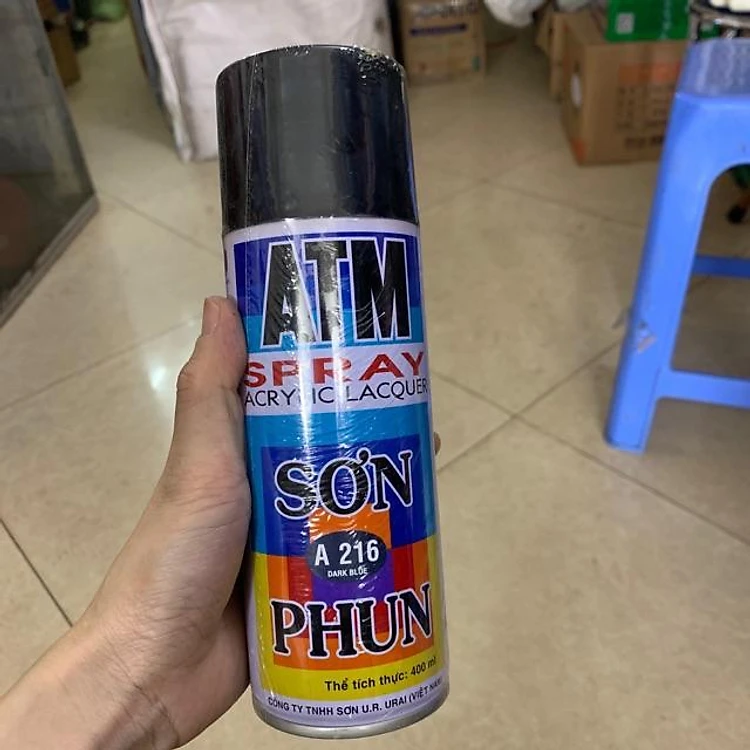 ATM
SPRAY
ACRYLIC LACQUER
SƠN
A 216
DARK BLUE
PHUN
Thể tích thực: 400 ml
CÔNG TY TNHH SƠN U.R. URAI (VIỆT NAM)